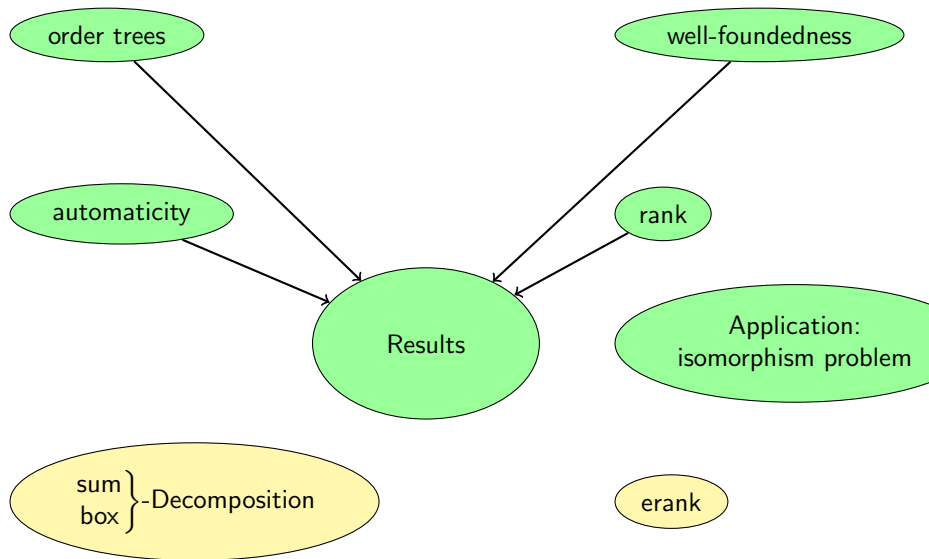 order trees
well-foundedness
automaticity
rank
Results
Application:
isomorphism problem
sum
box
}-Decomposition
erank